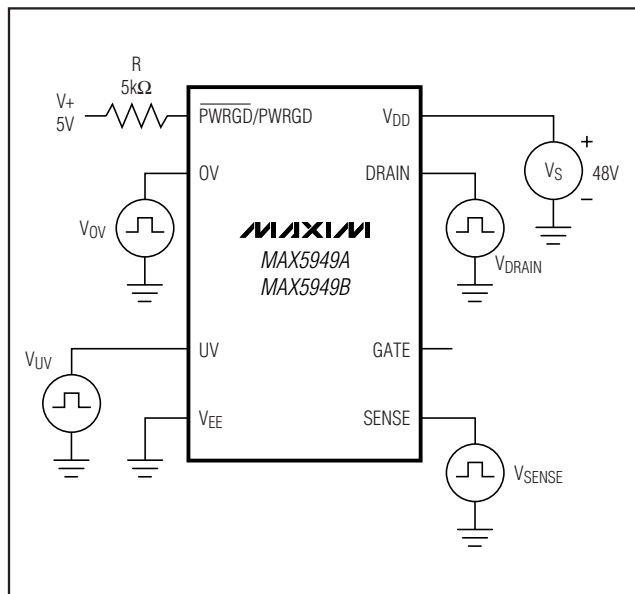 R
5kΩ
V+
5V
PWRGD/PWRGD
VDD
VS
+
48V
−
OV
DRAIN
VOV
MAXIM
MAX5949A
MAX5949B
VDRAIN
UV
GATE
VUV
VEE
SENSE
VSENSE